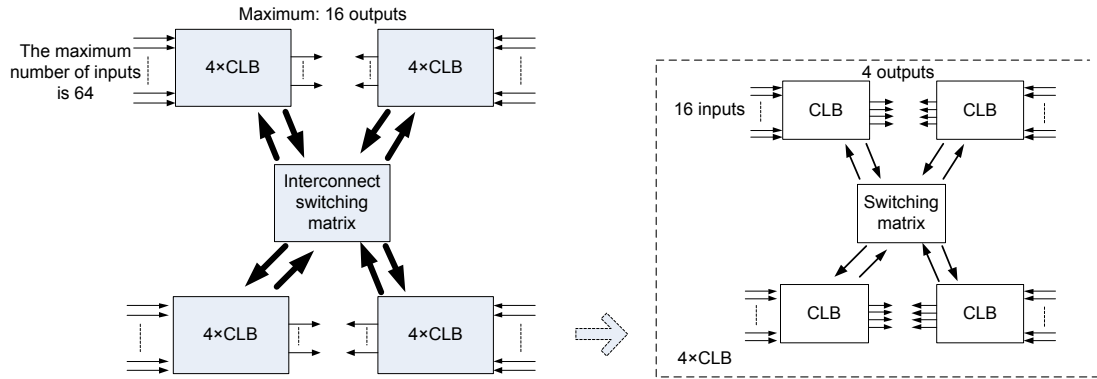 Maximum: 16 outputs
The maximum
number of inputs
is 64
4×CLB
4×CLB
Interconnect
switching
matrix
4×CLB
4×CLB
4 outputs
16 inputs
CLB
CLB
Switching
matrix
CLB
CLB
4×CLB